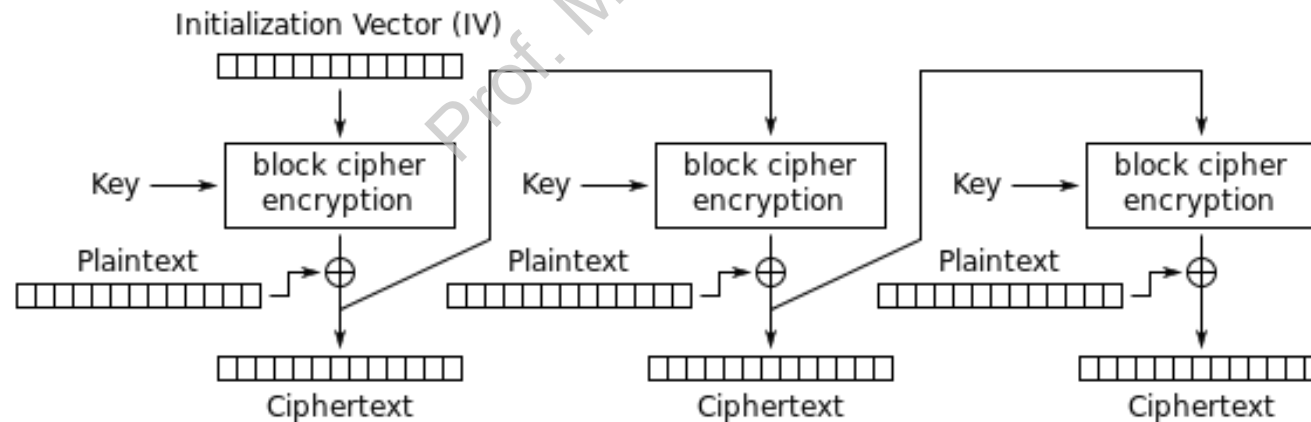 Initialization Vector (IV)
Prof. M
block cipher
encryption
Key
block cipher
encryption
Key
block cipher
encryption
Key
Plaintext
Plaintext
Plaintext
Ciphertext
Ciphertext
Ciphertext